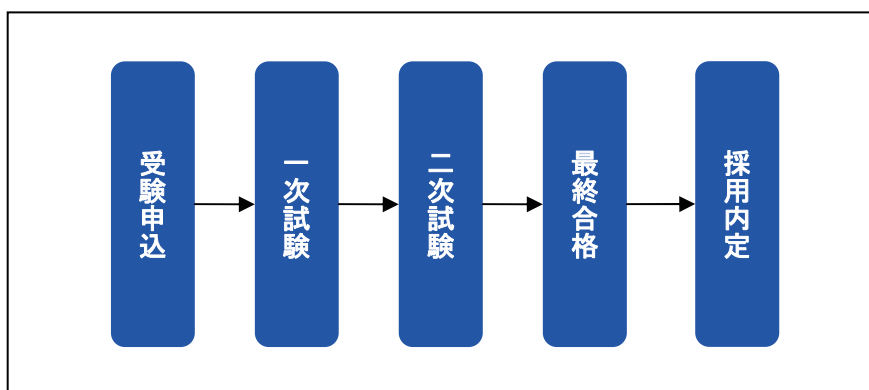 受験申込
一次試験
二次試験
最終合格
採用内定